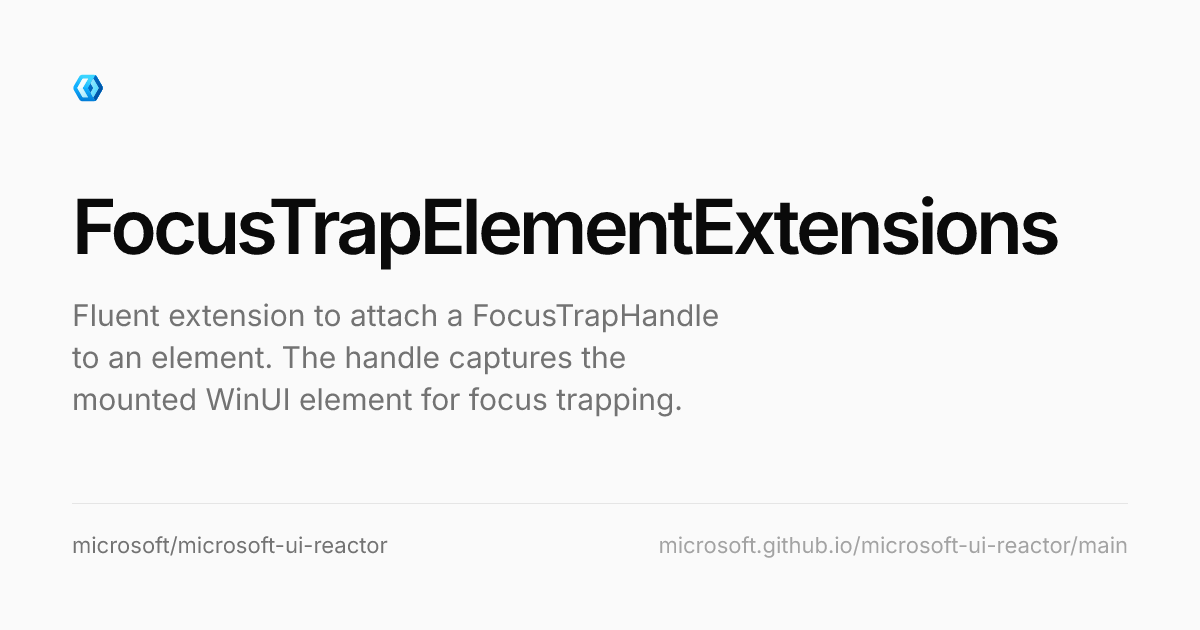 FocusTrapElementExtensions
Fluent extension to attach a FocusTrapHandle
to an element. The handle captures the
mounted WinUI element for focus trapping.
microsoft/microsoft-ui-reactor
microsoft.github.io/microsoft-ui-reactor/main